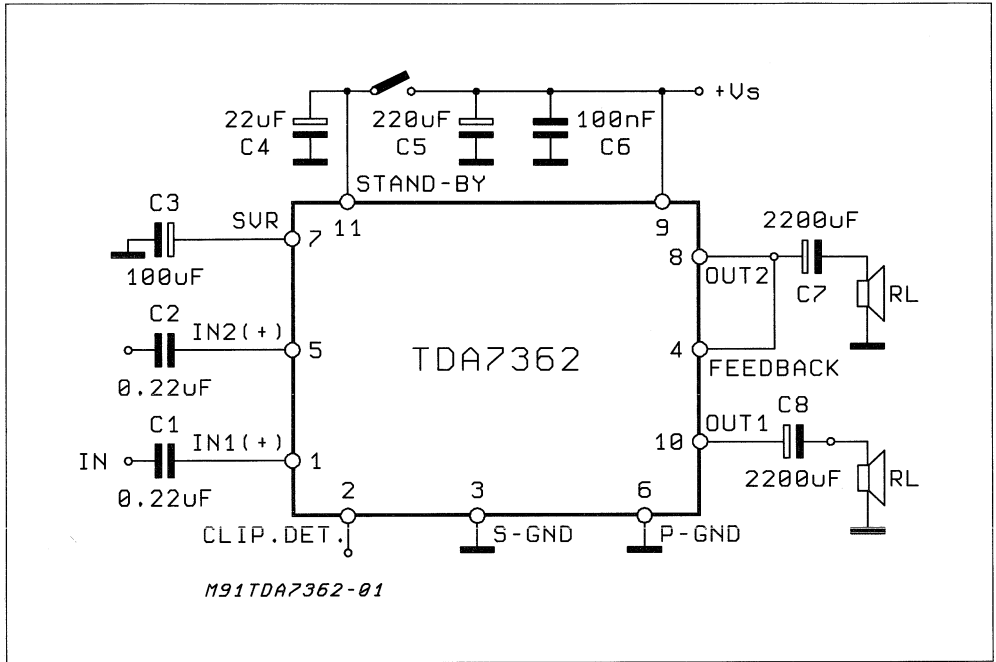 +Vs
22uF
C4
220uF
C5
100nF
C6
STAND-BY
11
9
C3
SVR
7
100uF
8
OUT2
2200uF
C7
RL
C2
IN2(+)
5
0.22uF
TDA7362
4
FEEDBACK
C1
IN
IN1(+)
1
0.22uF
OUT1
10
C8
2200uF
RL
2
3
6
CLIP.DET.
S-GND
P-GND
M91TDA7362-01